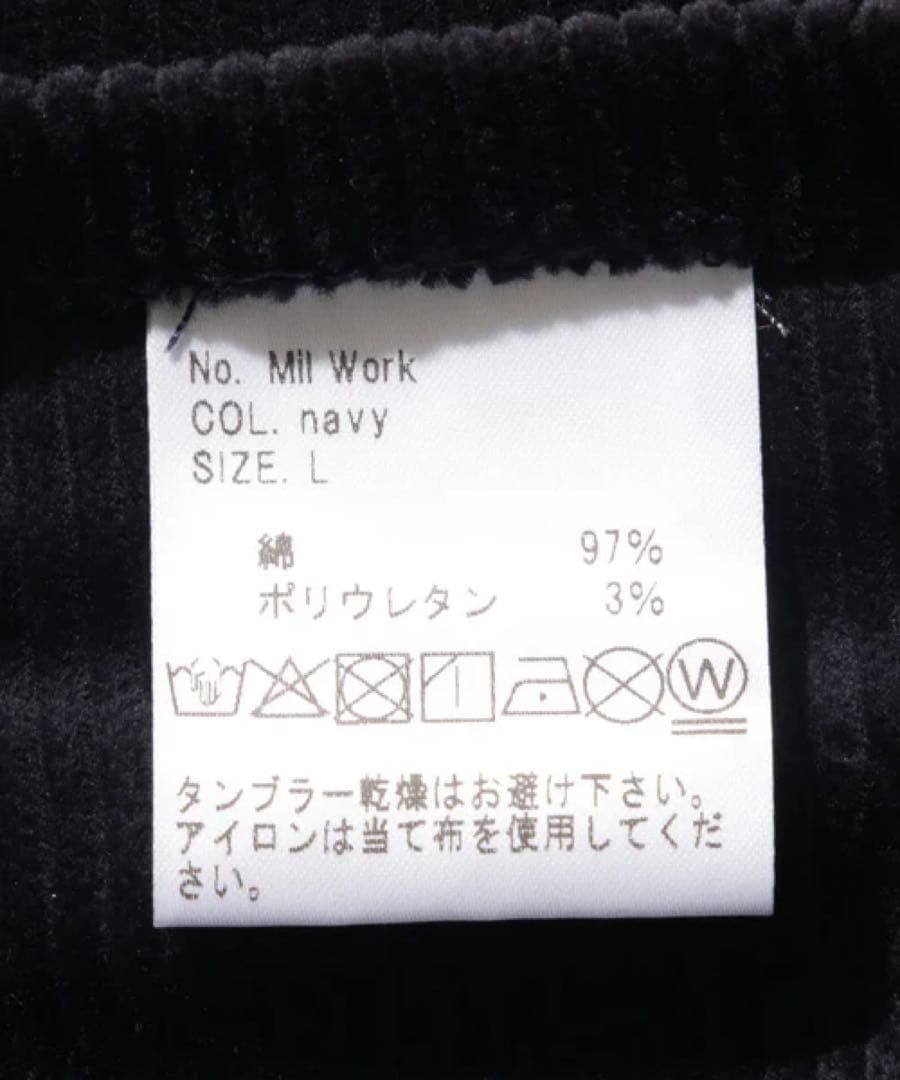 No. Mil Work
COL. navy
SIZE. L
綿 97%
ポリウレタン 3%
W
タンブラー乾燥はお避け下さい。
アイロンは当て布を使用してくだ
さい。